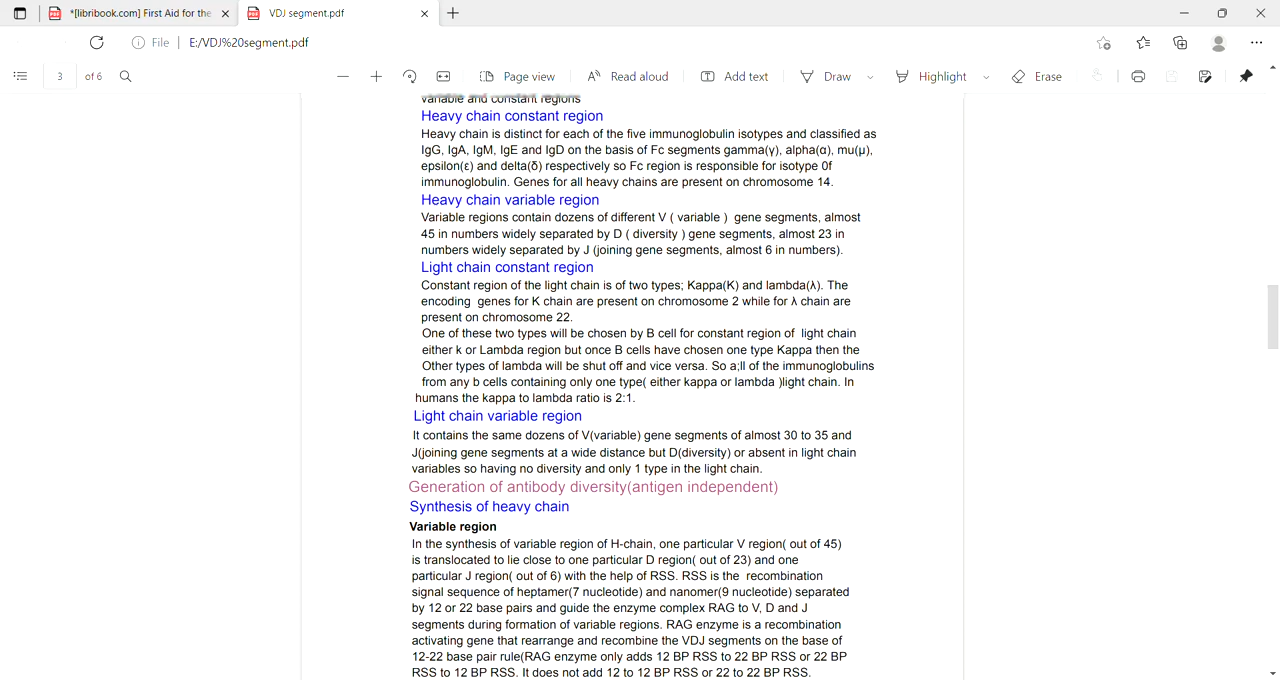 *[libribook.com] First Aid for the
VDJ segment.pdf
File
E:/VDJ%20segment.pdf
3 of 6
Page view
Read aloud
Add text
Draw
Highlight
Erase
variable and constant regions
Heavy chain constant region
Heavy chain is distinct for each of the five immunoglobulin isotypes and classified as
IgG, IgA, IgM, IgE and IgD on the basis of Fc segments gamma(γ), alpha(α), mu(μ),
epsilon(ε) and delta(δ) respectively so Fc region is responsible for isotype 0f
immunoglobulin. Genes for all heavy chains are present on chromosome 14.
Heavy chain variable region
Variable regions contain dozens of different V ( variable ) gene segments, almost
45 in numbers widely separated by D ( diversity ) gene segments, almost 23 in
numbers widely separated by J (joining gene segments, almost 6 in numbers).
Light chain constant region
Constant region of the light chain is of two types; Kappa(K) and lambda(λ). The
encoding genes for K chain are present on chromosome 2 while for λ chain are
present on chromosome 22.
One of these two types will be chosen by B cell for constant region of light chain
either k or Lambda region but once B cells have chosen one type Kappa then the
Other types of lambda will be shut off and vice versa. So a;ll of the immunoglobulins
from any b cells containing only one type( either kappa or lambda )light chain. In
humans the kappa to lambda ratio is 2:1.
Light chain variable region
It contains the same dozens of V(variable) gene segments of almost 30 to 35 and
J(joining gene segments at a wide distance but D(diversity) or absent in light chain
variables so having no diversity and only 1 type in the light chain.
Generation of antibody diversity(antigen independent)
Synthesis of heavy chain
Variable region
In the synthesis of variable region of H-chain, one particular V region( out of 45)
is translocated to lie close to one particular D region( out of 23) and one
particular J region( out of 6) with the help of RSS. RSS is the recombination
signal sequence of heptamer(7 nucleotide) and nanomer(9 nucleotide) separated
by 12 or 22 base pairs and guide the enzyme complex RAG to V, D and J
segments during formation of variable regions. RAG enzyme is a recombination
activating gene that rearrange and recombine the VDJ segments on the base of
12-22 base pair rule(RAG enzyme only adds 12 BP RSS to 22 BP RSS or 22 BP
RSS to 12 BP RSS. It does not add 12 to 12 BP RSS or 22 to 22 BP RSS.